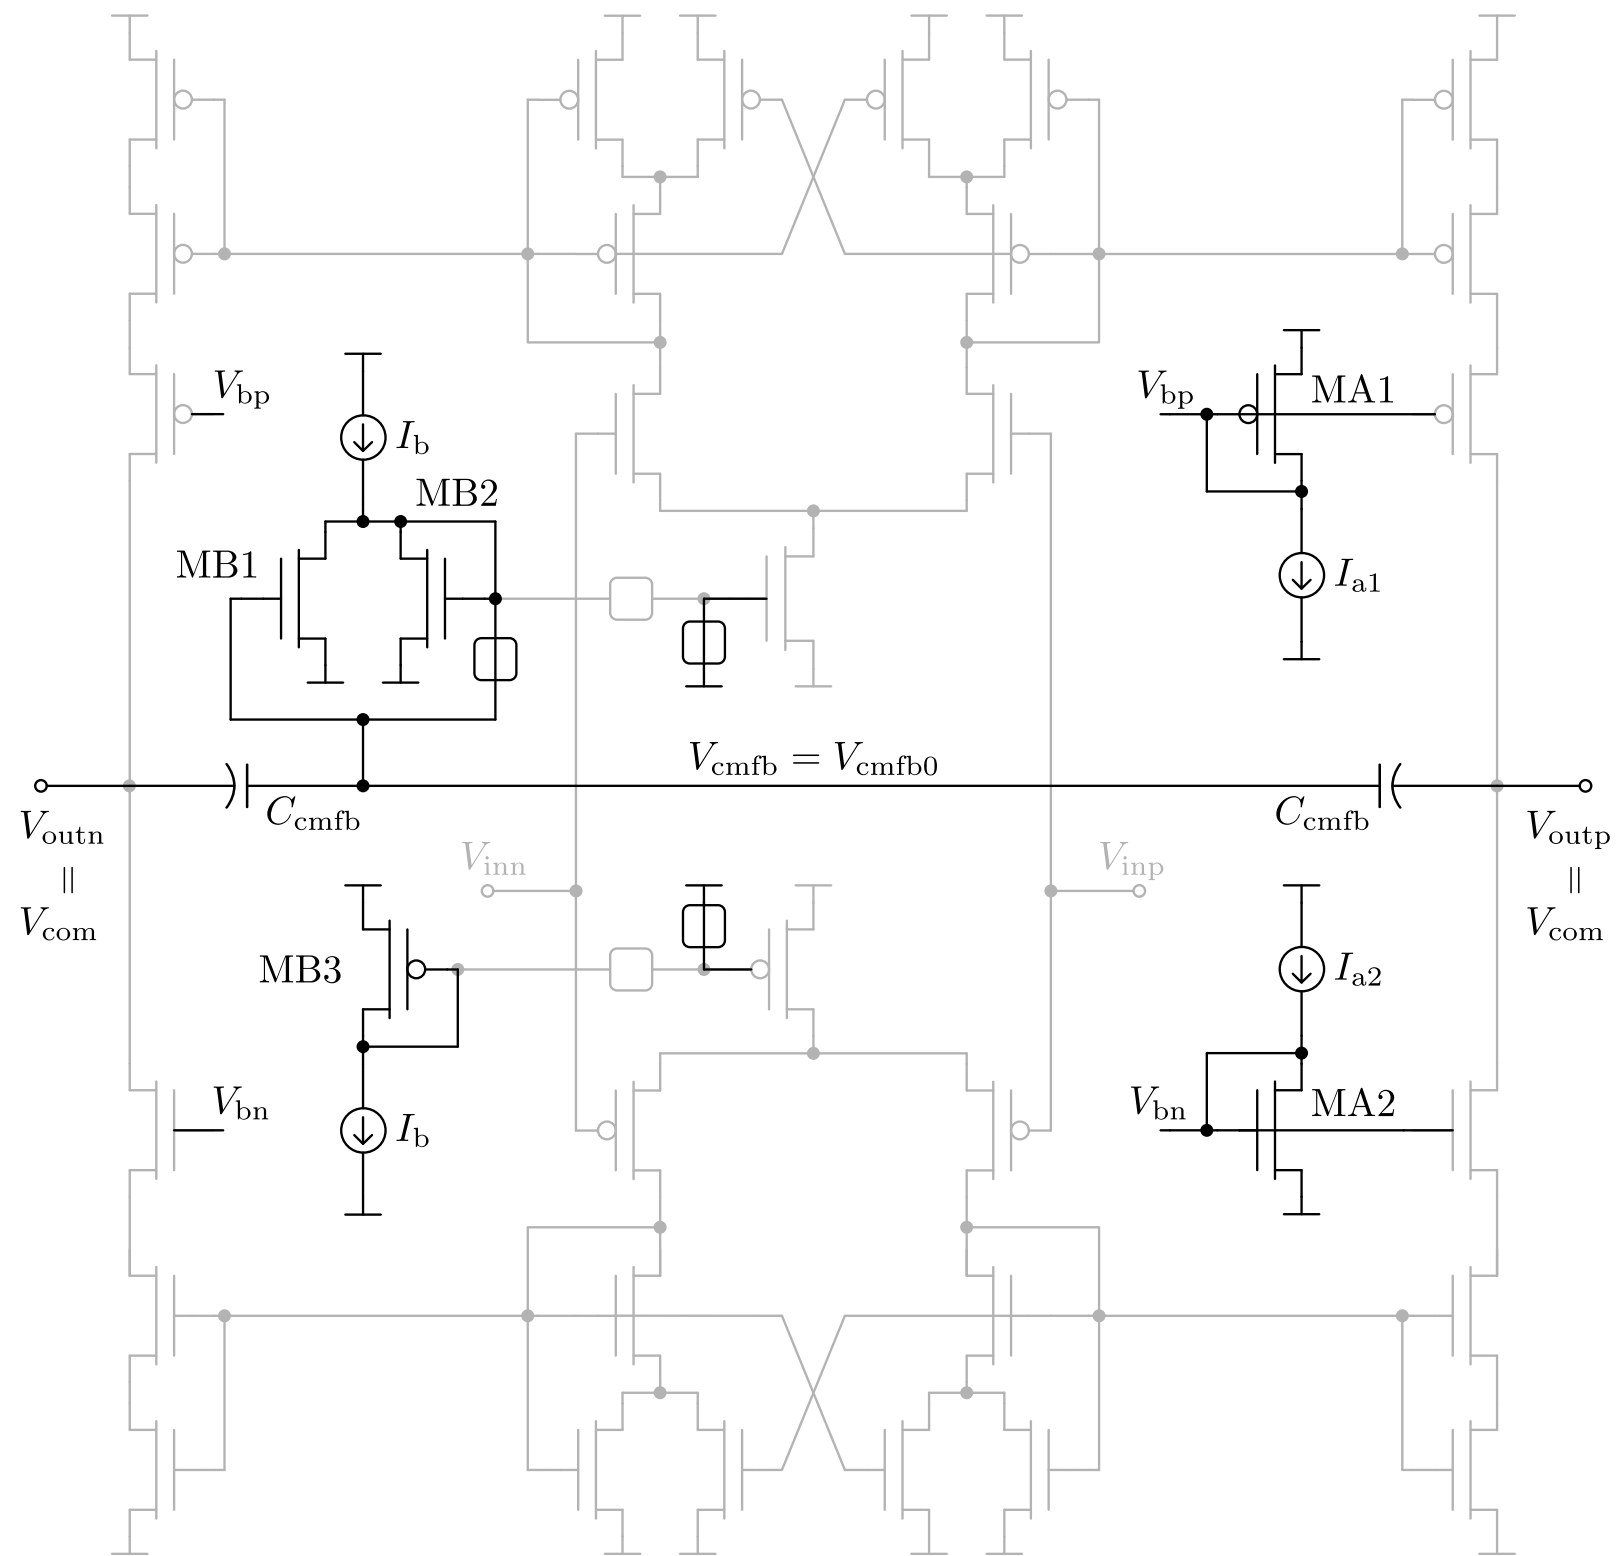 V_bp
V_bp
MA1
I_b
MB2
MB1
I_a1
V_cmfb = V_cmfb0
C_cmfb
C_cmfb
V_outn
=
V_com
V_outp
=
V_com
V_inn
V_inp
MB3
I_a2
V_bn
I_b
V_bn
MA2